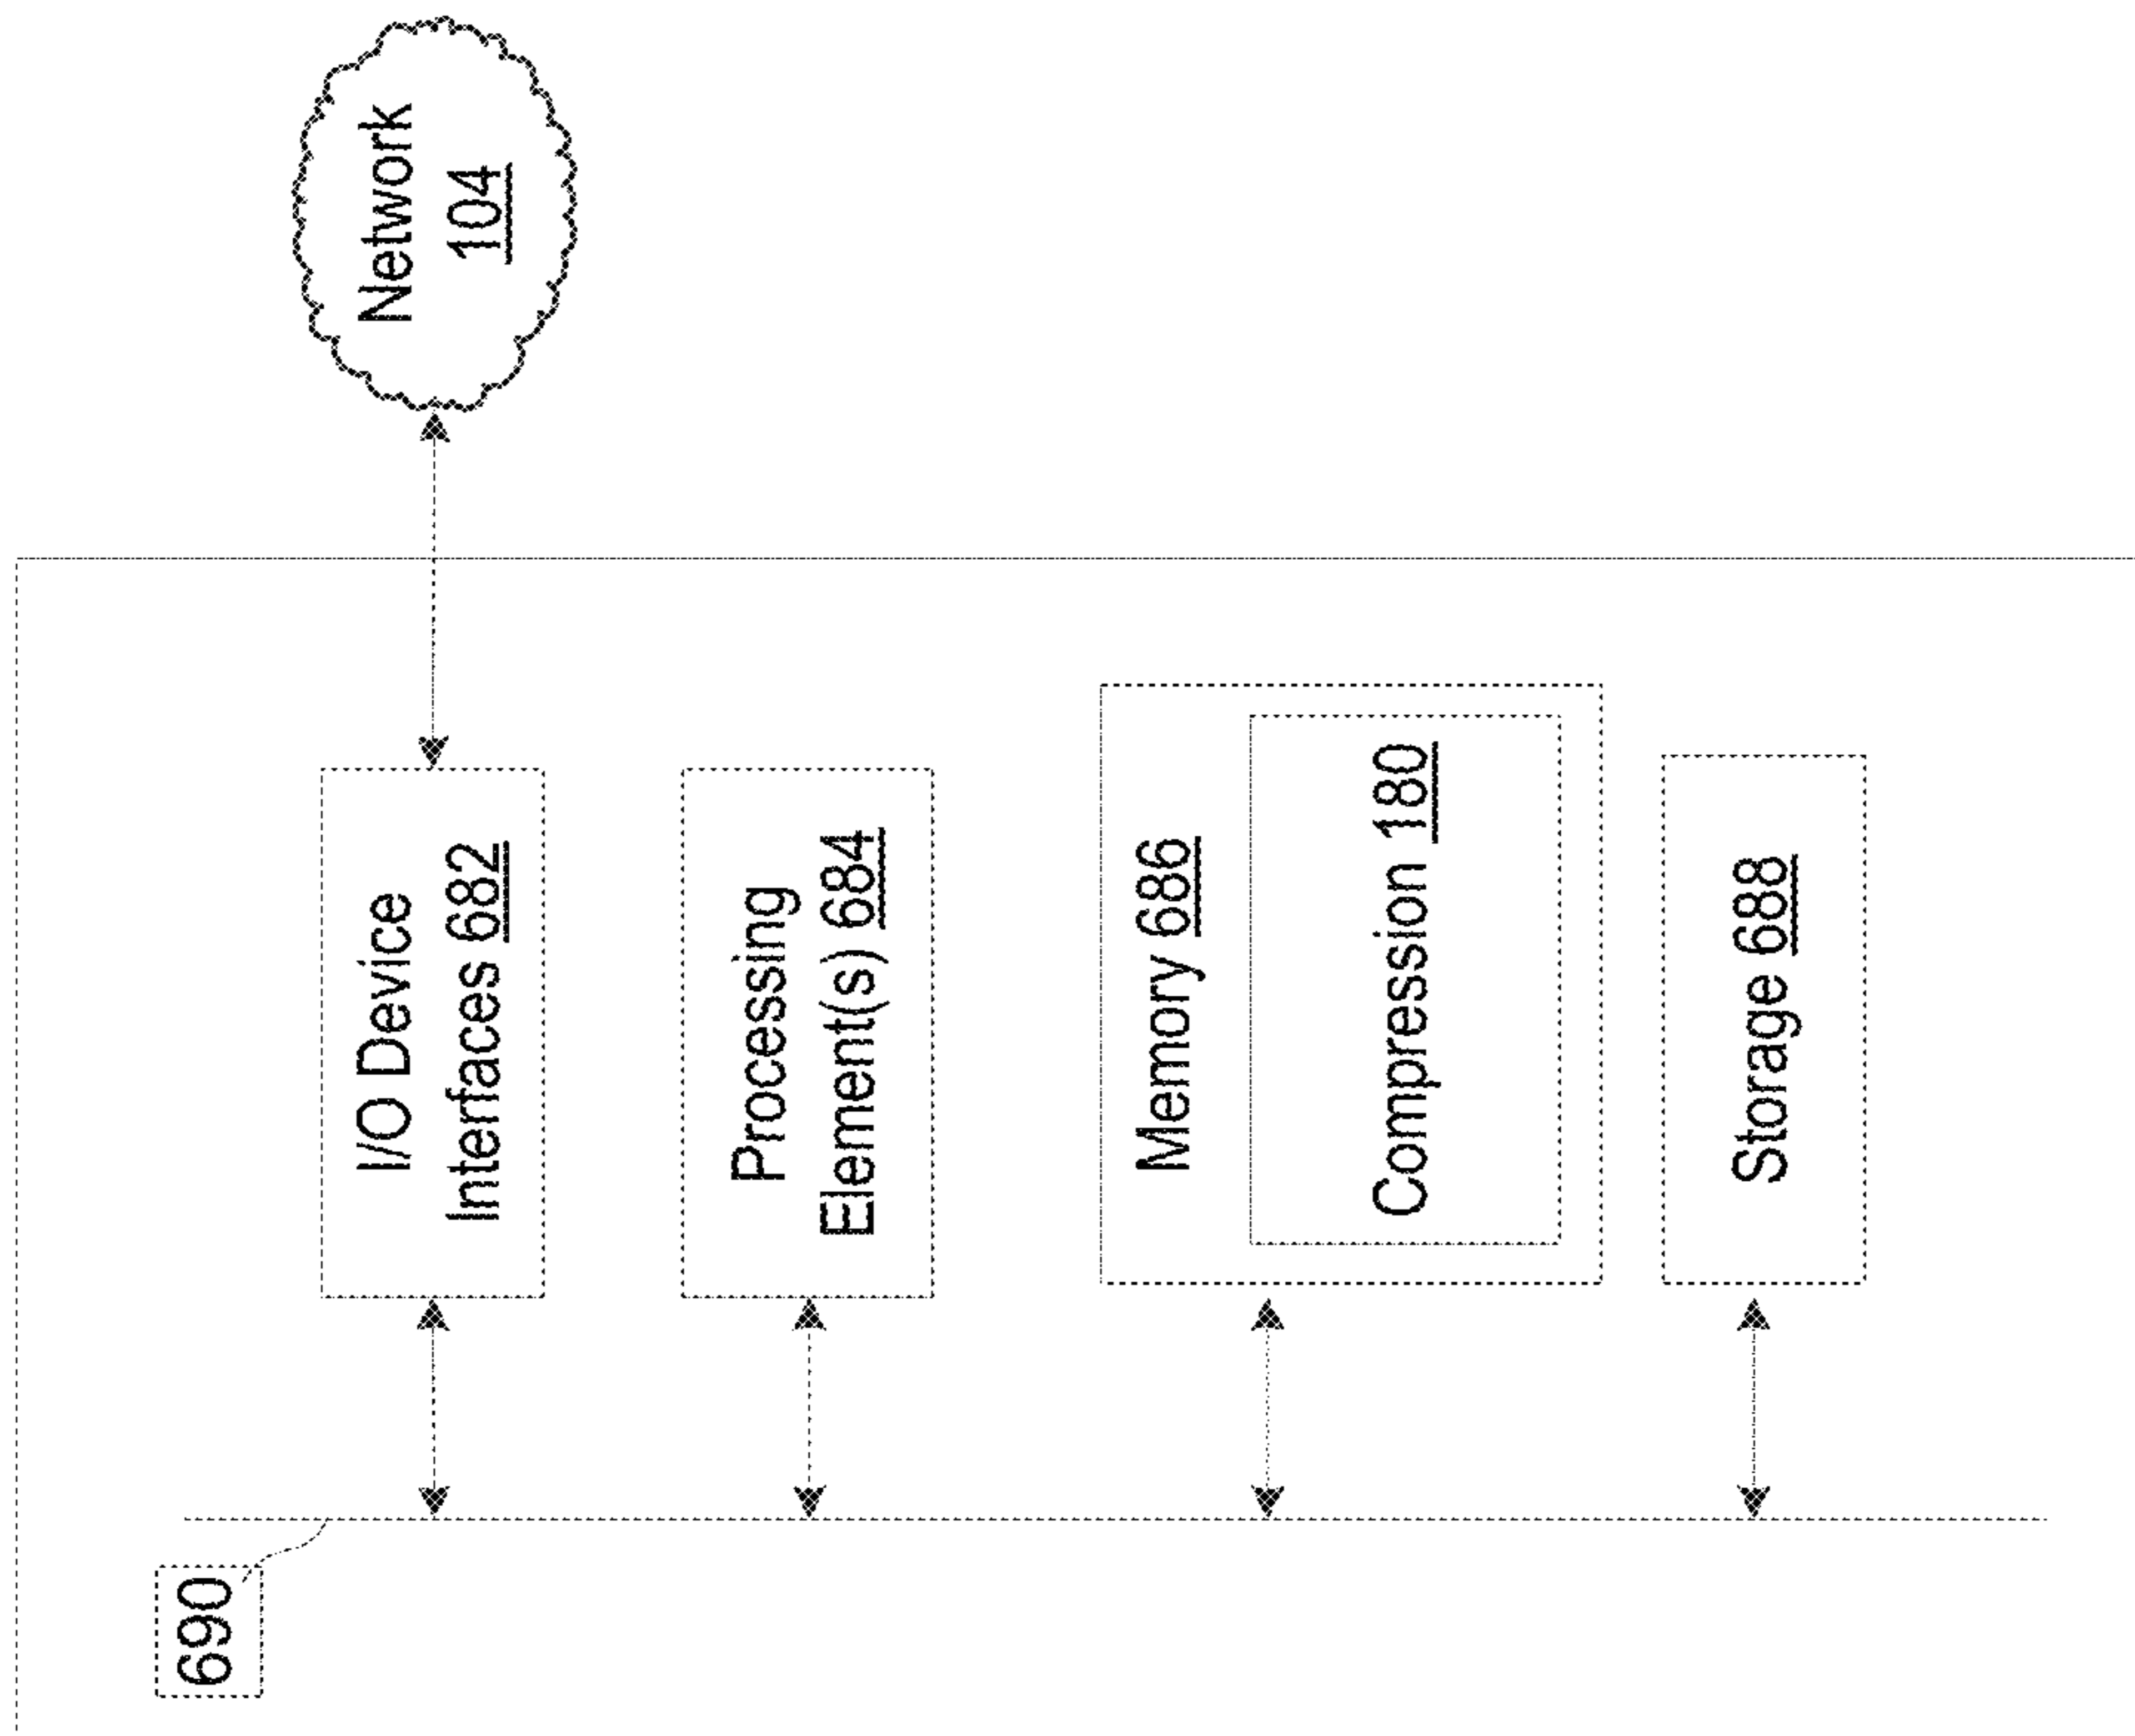 690
I/O Device
Interfaces 682
Network
104
Processing
Element(s) 684
Memory 686
Compression 180
Storage 688